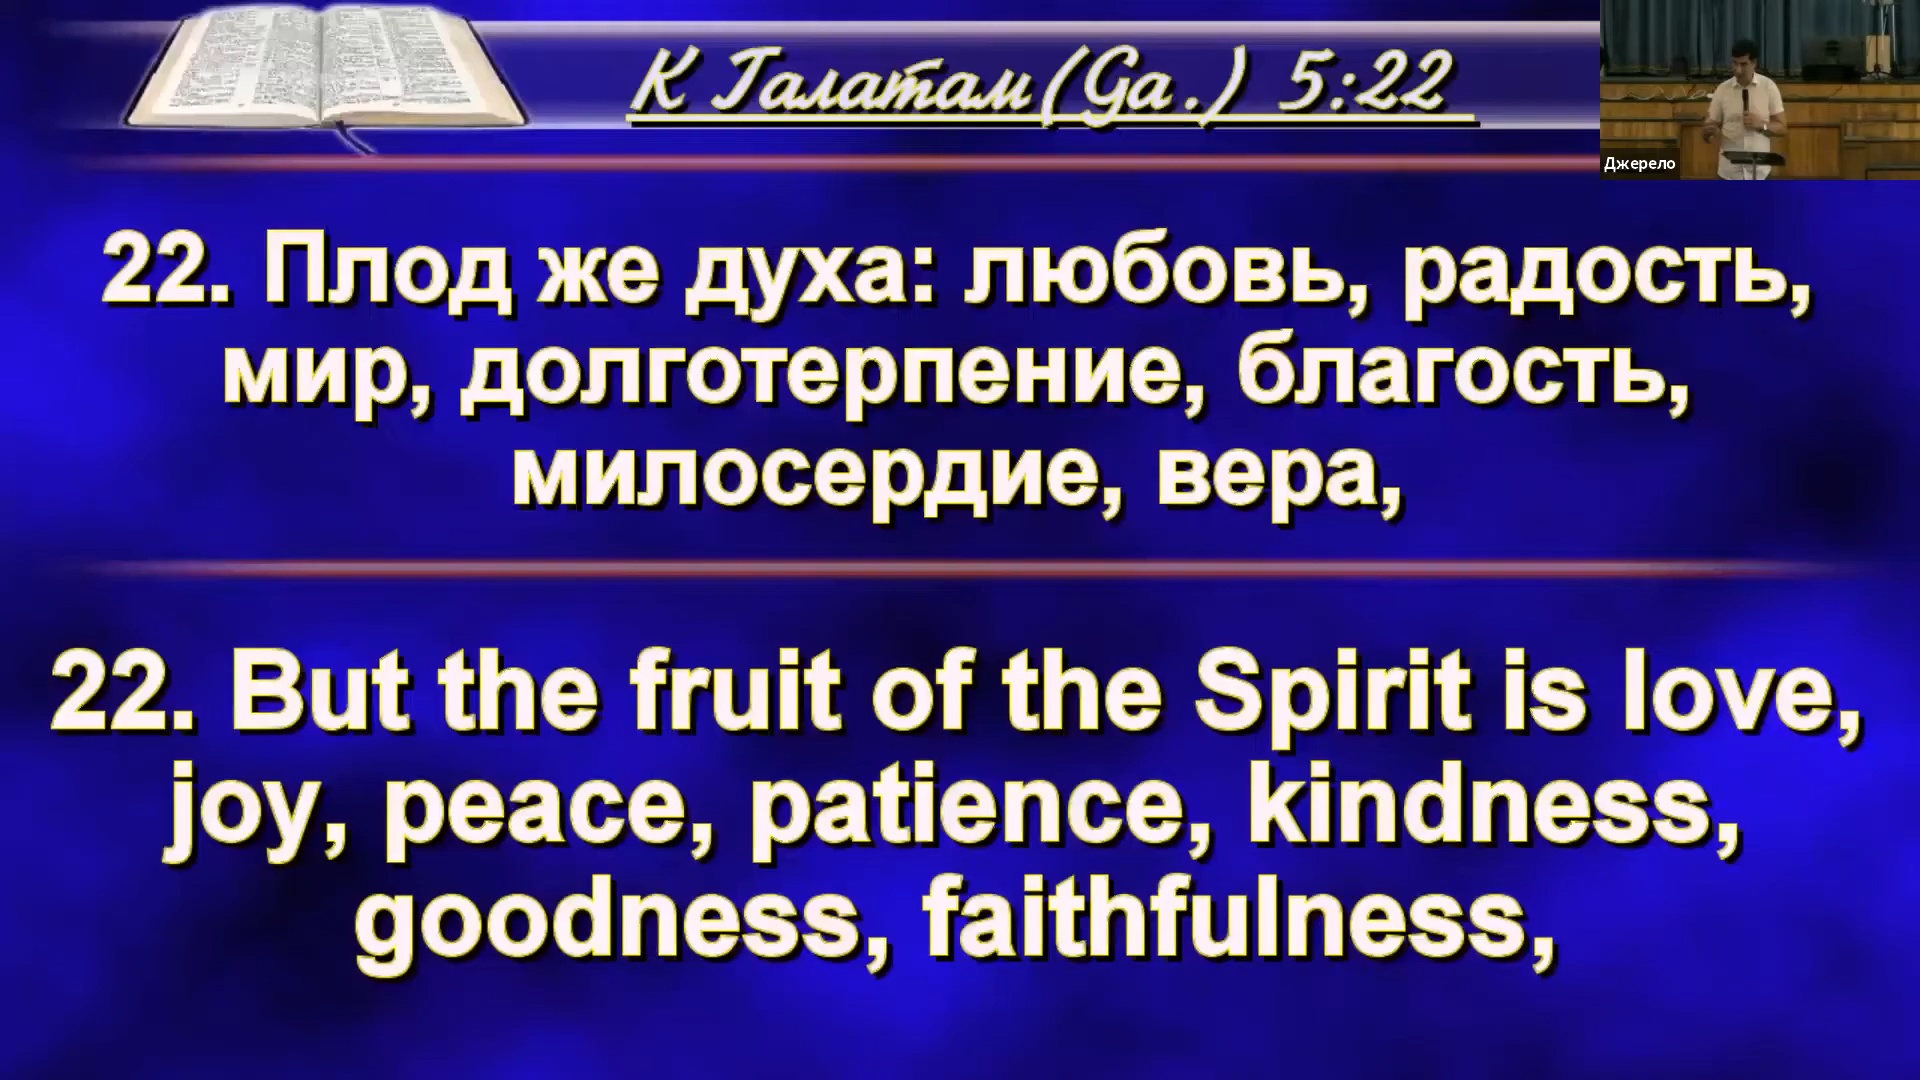 К Галатам(Ga.) 5:22
Джерело
22. Плод же духа: любовь, радость,
мир, долготерпение, благость,
милосердие, вера,
22. But the fruit of the Spirit is love,
joy, peace, patience, kindness,
goodness, faithfulness,